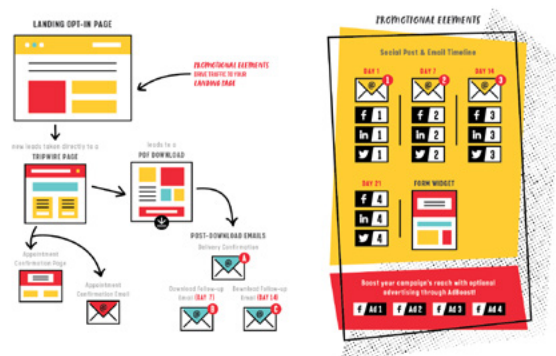 LANDING OPT-IN PAGE
PROMOTIONAL ELEMENTS
DRIVE TRAFFIC TO YOUR
LANDING PAGE
new leads taken directly to a
TRIPWIRE PAGE
leads to a
PDF DOWNLOAD
Appointment
Confirmation Page
Appointment
Confirmation Email
POST-DOWNLOAD EMAILS
Delivery Confirmation
A
Download Follow-up
Email (DAY 7)
B
Download Follow-up
Email (DAY 14)
C
PROMOTIONAL ELEMENTS
Social Post & Email Timeline
DAY 1
DAY 7
DAY 14
@ 1
@ 2
@ 3
f 1
f 2
f 3
in 1
in 2
in 3
1
2
3
DAY 21
FORM WIDGET
f 4
in 4
4
Boost your campaign's reach with optional
advertising through AdBoost!
f Ad 1
f Ad 2
f Ad 3
f Ad 4